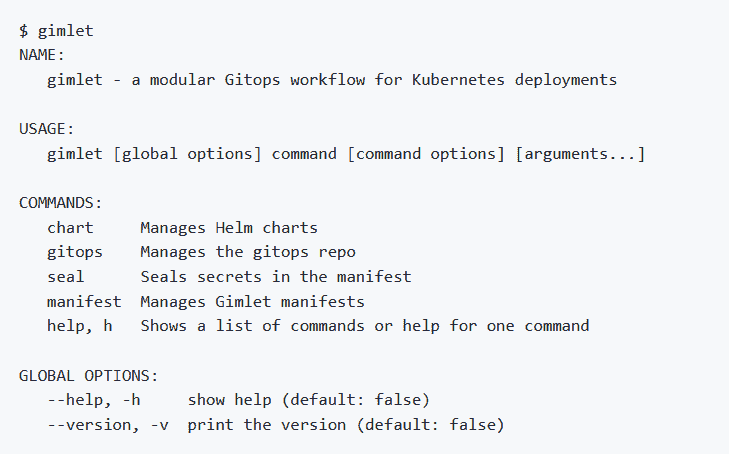 $ gimlet
NAME:
   gimlet - a modular Gitops workflow for Kubernetes deployments

USAGE:
   gimlet [global options] command [command options] [arguments...]

COMMANDS:
   chart     Manages Helm charts
   gitops    Manages the gitops repo
   seal      Seals secrets in the manifest
   manifest  Manages Gimlet manifests
   help, h   Shows a list of commands or help for one command

GLOBAL OPTIONS:
   --help, -h     show help (default: false)
   --version, -v  print the version (default: false)